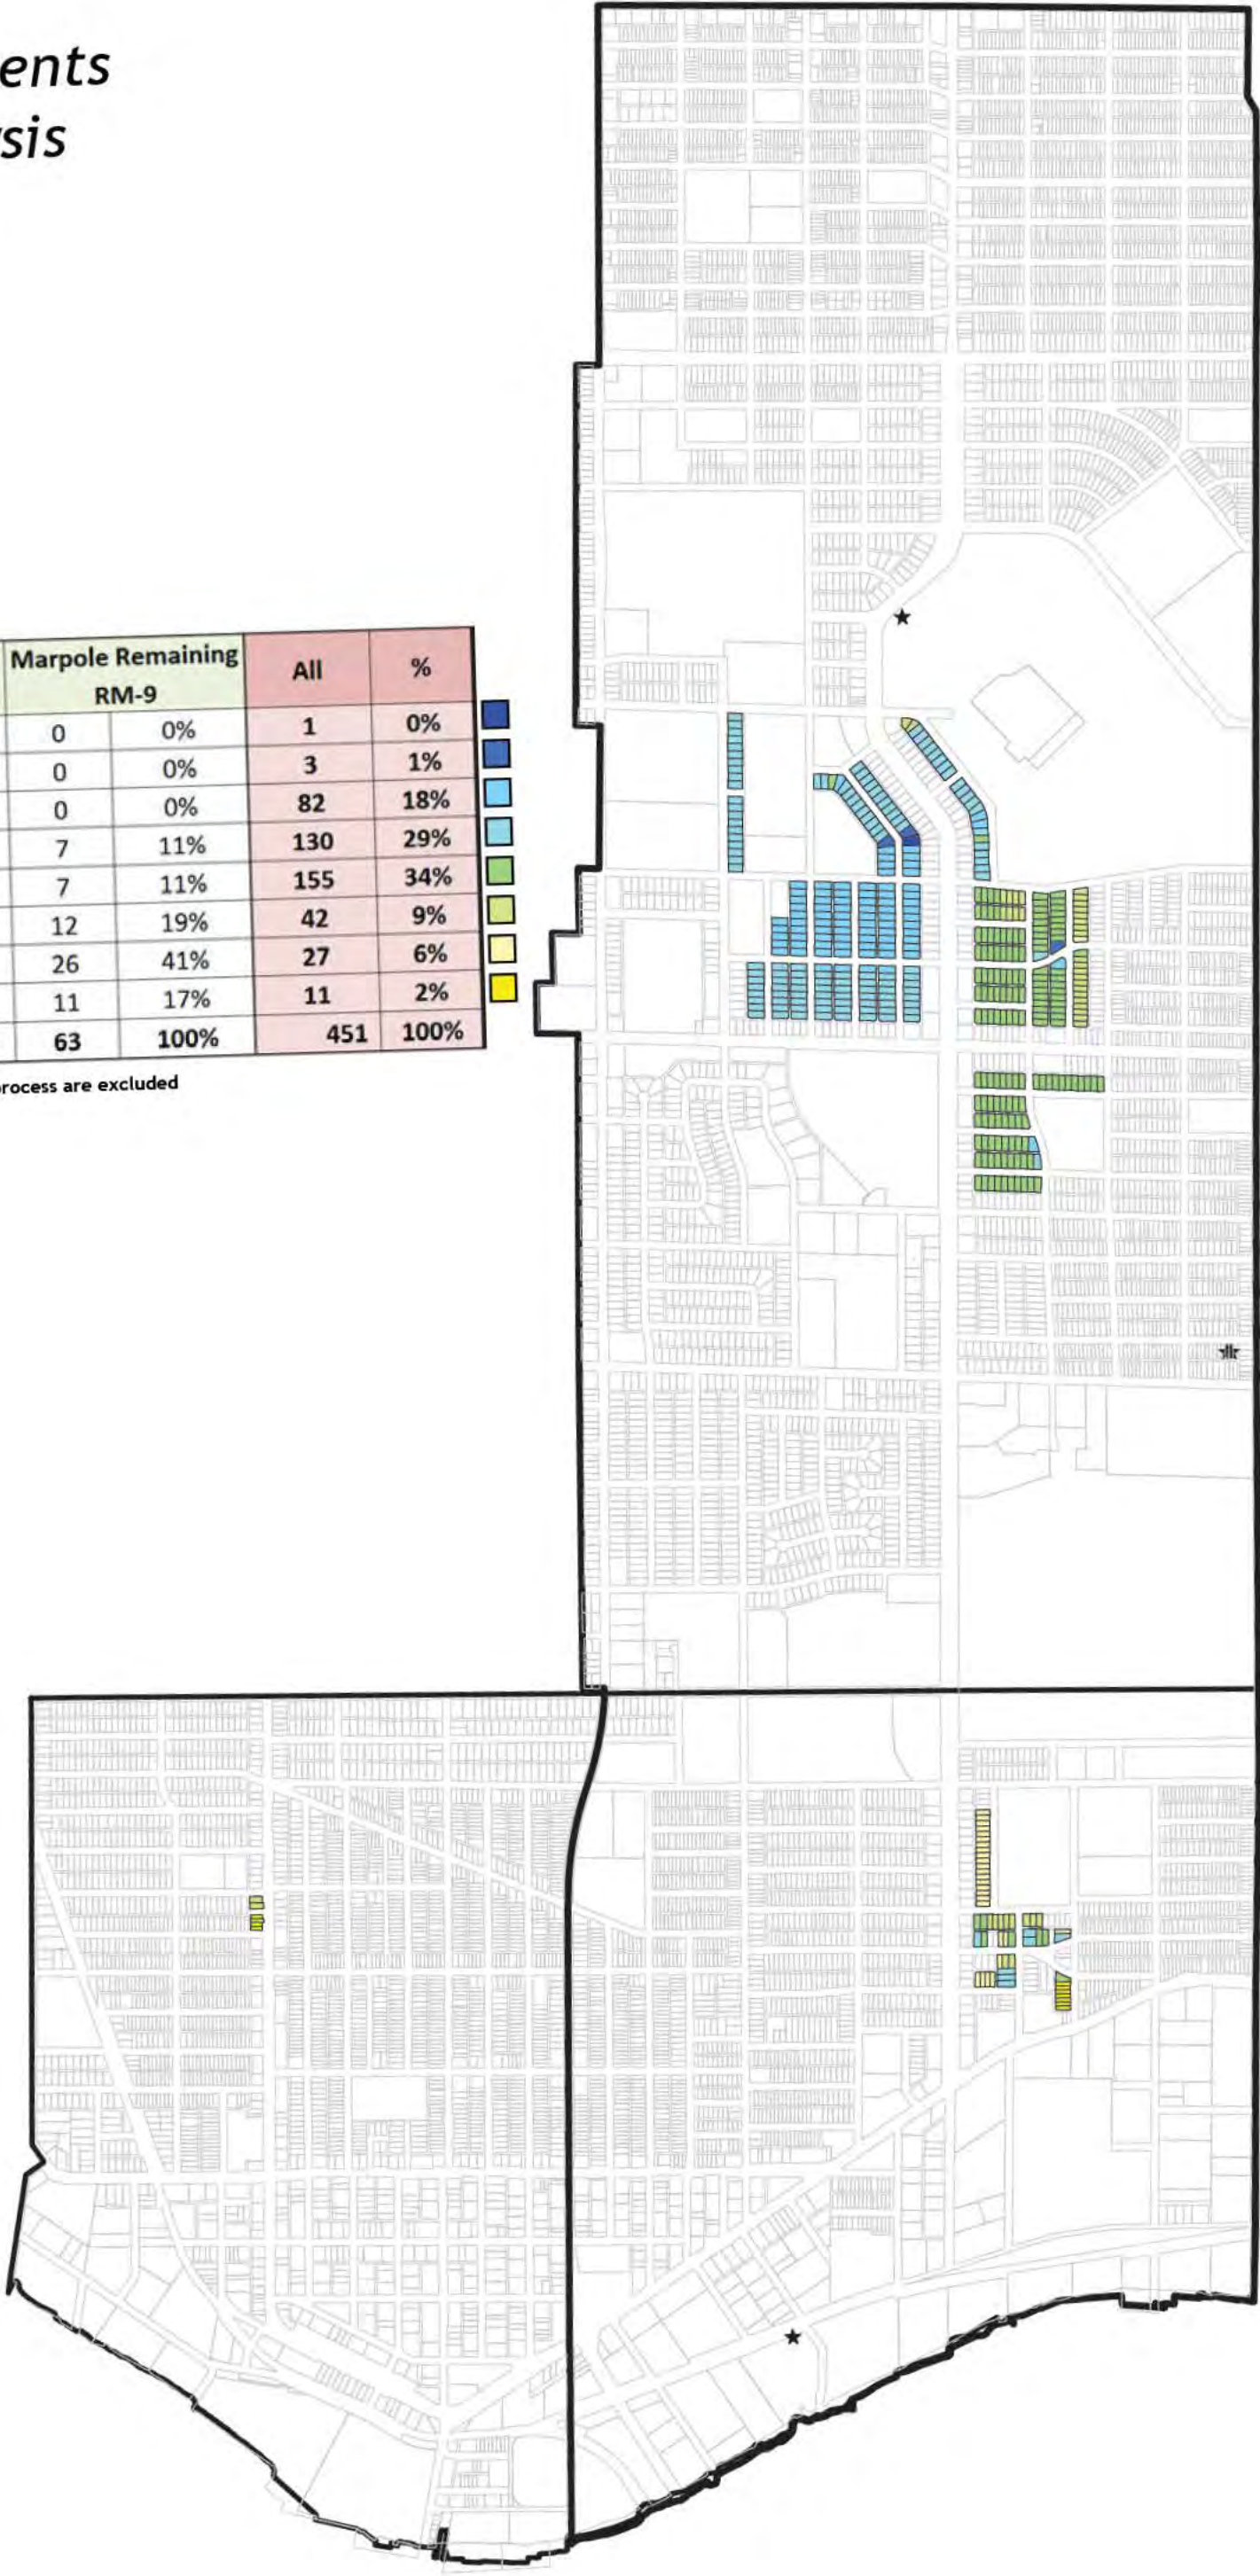 ents
sis
Marpole Remaining All %
RM-9
0 0% 1 0%
0 0% 3 1%
0 0% 82 18%
7 11% 130 29%
7 11% 155 34%
12 19% 42 9%
26 41% 27 6%
11 17% 11 2%
63 100% 451 100%
rocess are excluded